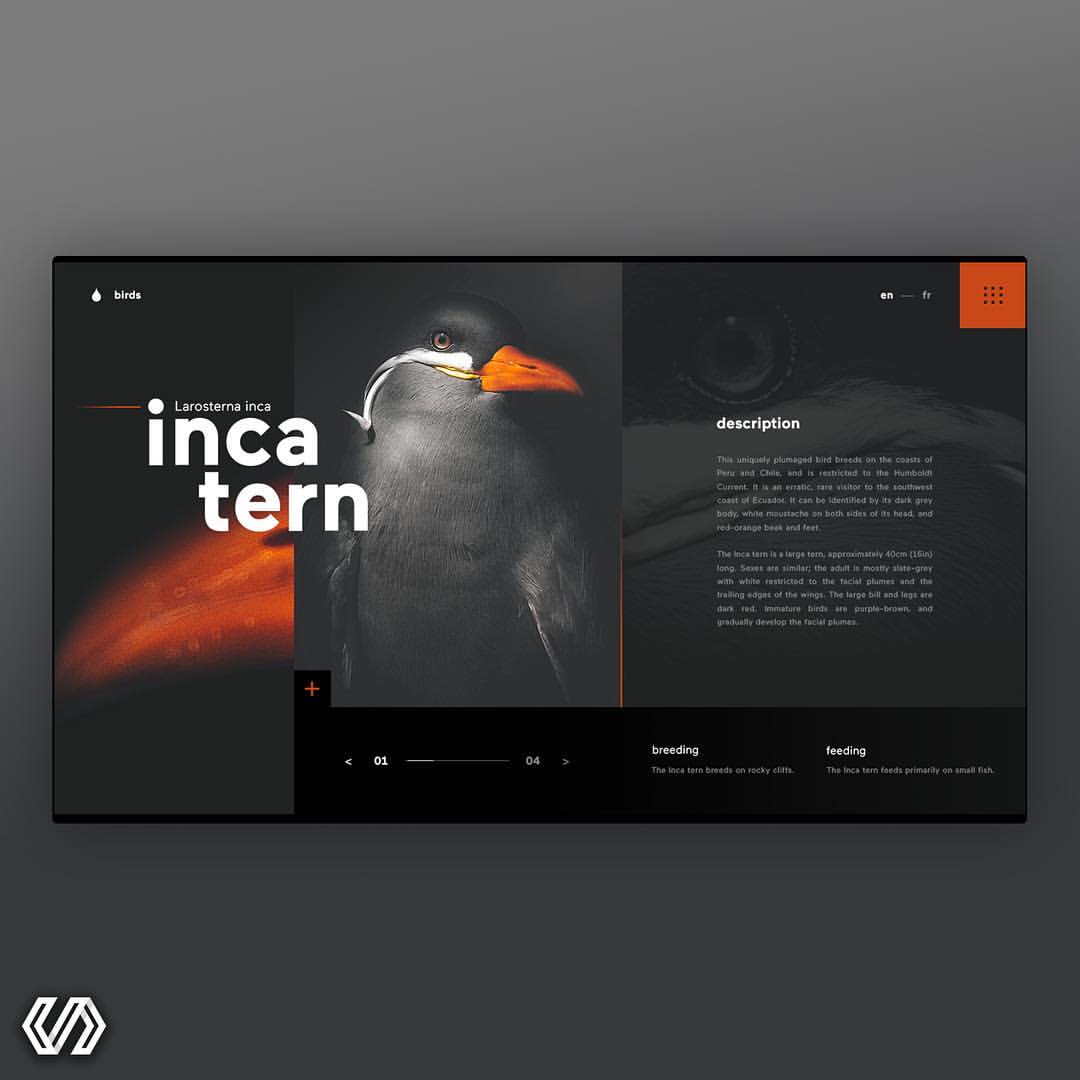 birds
en — fr
Larosterna inca
inca
tern
description
This uniquely plumaged bird breeds on the coasts of
Peru and Chile, and is restricted to the Humboldt
Current. It is an erratic, rare visitor to the southwest
coast of Ecuador. It can be identified by its dark grey
body, white moustache on both sides of its head, and
red-orange beak and feet.
The Inca tern is a large tern, approximately 40cm (16in)
long. Sexes are similar; the adult is mostly slate-grey
with white restricted to the facial plumes and the
trailing edges of the wings. The large bill and legs are
dark red. Immature birds are purple-brown, and
gradually develop the facial plumes.
+
< 01 04 >
breeding
The Inca tern breeds on rocky cliffs.
feeding
The Inca tern feeds primarily on small fish.